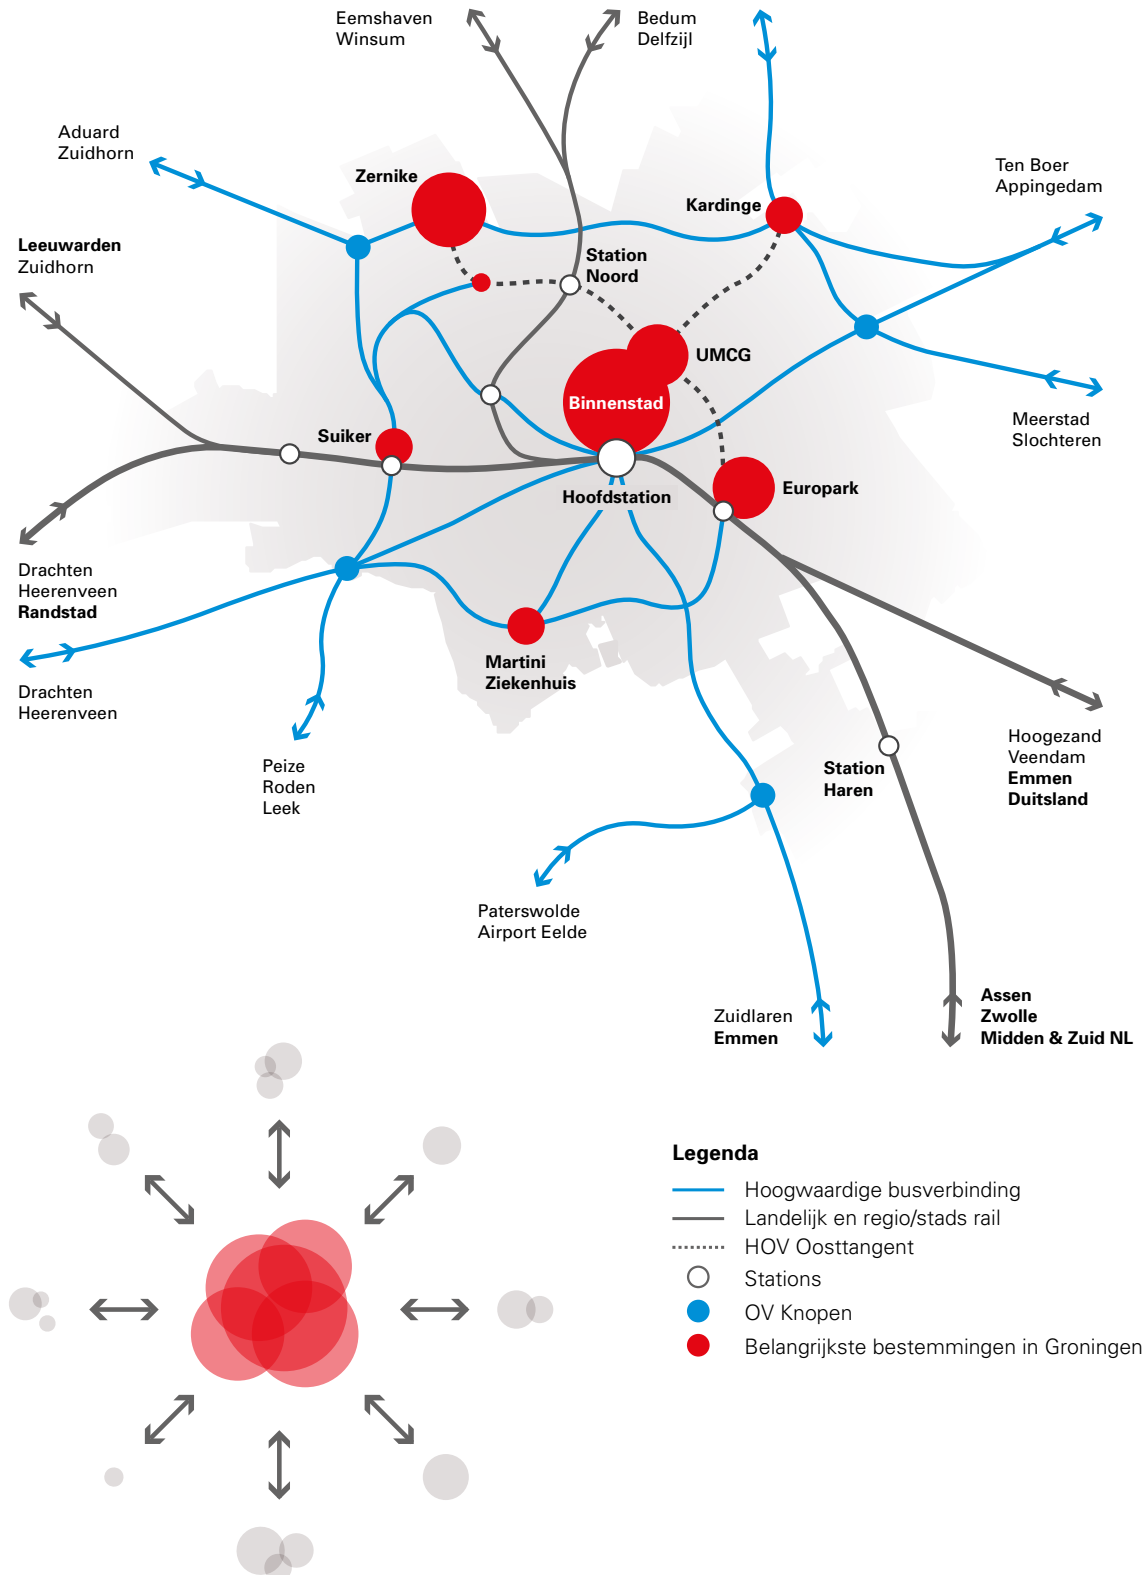 Eemshaven
Winsum
Bedum
Delfzijl
Aduard
Zuidhorn
Zernike
Kardinge
Ten Boer
Appingedam
Leeuwarden
Zuidhorn
Station
Noord
UMCG
Binnenstad
Suiker
Meerstad
Slochteren
Hoofdstation
Europark
Drachten
Heerenveen
Randstad
Martini
Ziekenhuis
Drachten
Heerenveen
Peize
Roden
Leek
Station
Haren
Hoogezand
Veendam
Emmen
Duitsland
Paterswolde
Airport Eelde
Zuidlaren
Emmen
Assen
Zwolle
Midden & Zuid NL
Legenda
Hoogwaardige busverbinding
Landelijk en regio/stads rail
HOV Oosttangent
Stations
OV Knopen
Belangrijkste bestemmingen in Groningen